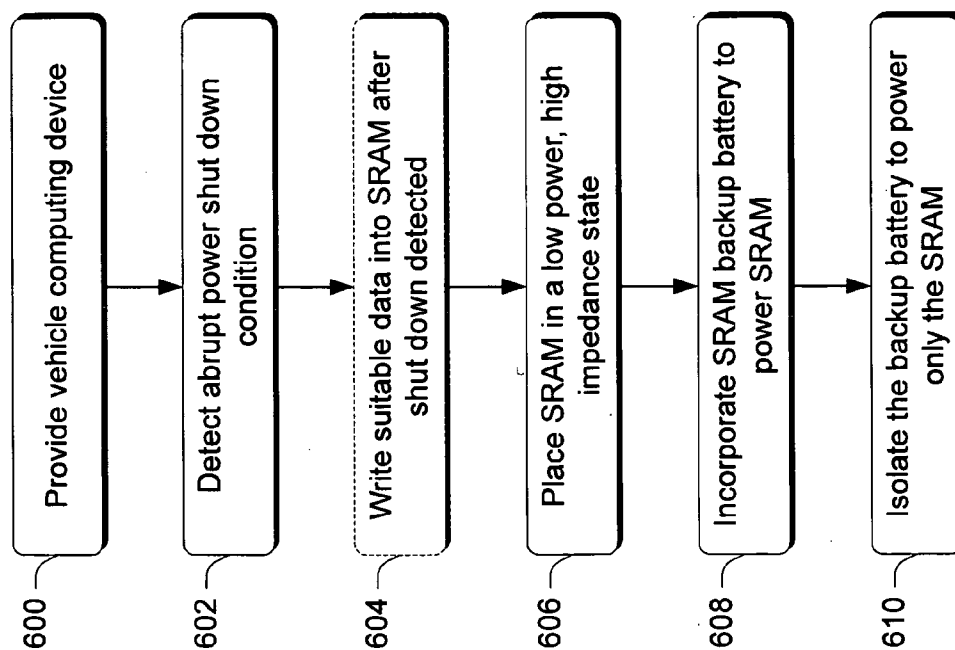 600
Provide vehicle computing device
602
Detect abrupt power shut down
condition
604
Write suitable data into SRAM after
shut down detected
606
Place SRAM in a low power, high
impedance state
608
Incorporate SRAM backup battery to
power SRAM
610
Isolate the backup battery to power
only the SRAM